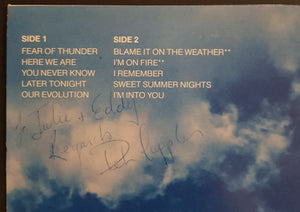 SIDE 1
FEAR OF THUNDER
HERE WE ARE
YOU NEVER KNOW
LATER TONIGHT
OUR EVOLUTION
SIDE 2
BLAME IT ON THE WEATHER**
I'M ON FIRE**
I REMEMBER
SWEET SUMMER NIGHTS
I'M INTO YOU
Julie + Eddy
Regards